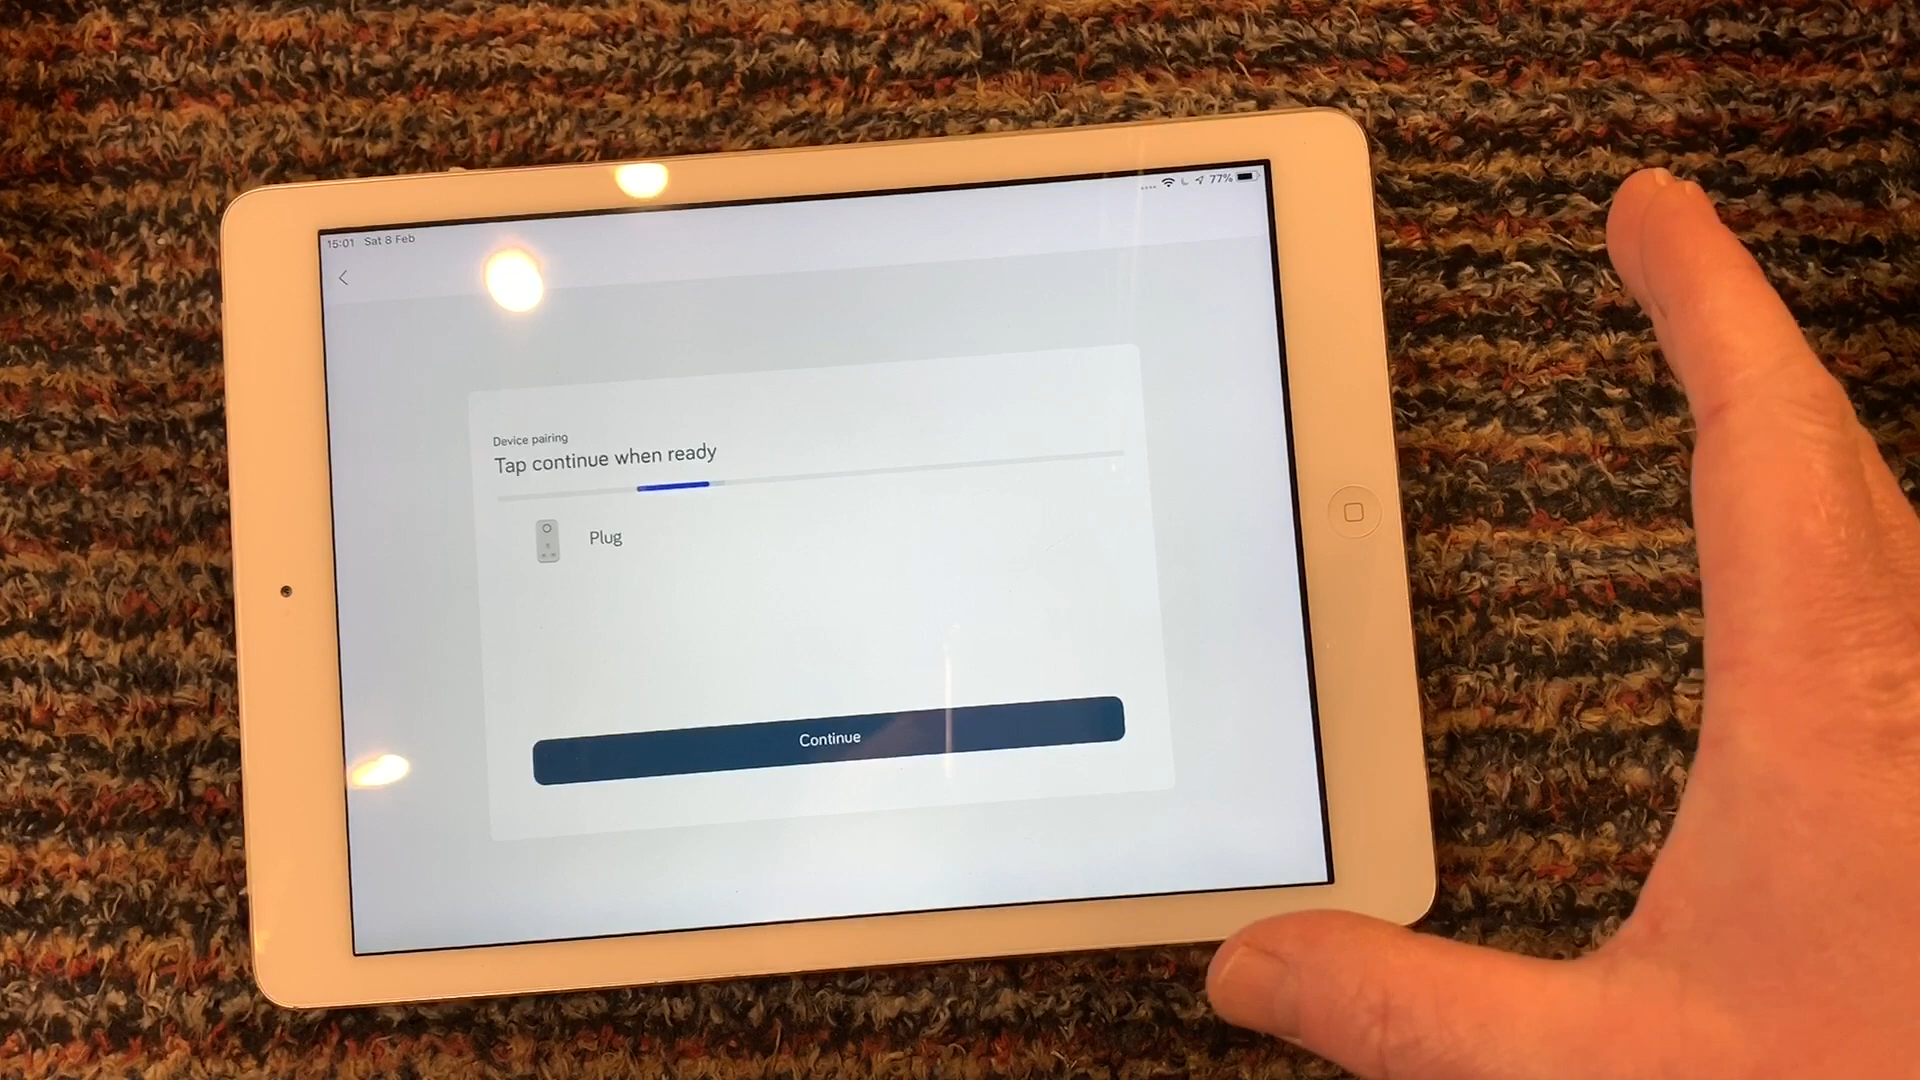 15:01 Sat 8 Feb
77%
Device pairing
Tap continue when ready
Plug
Continue